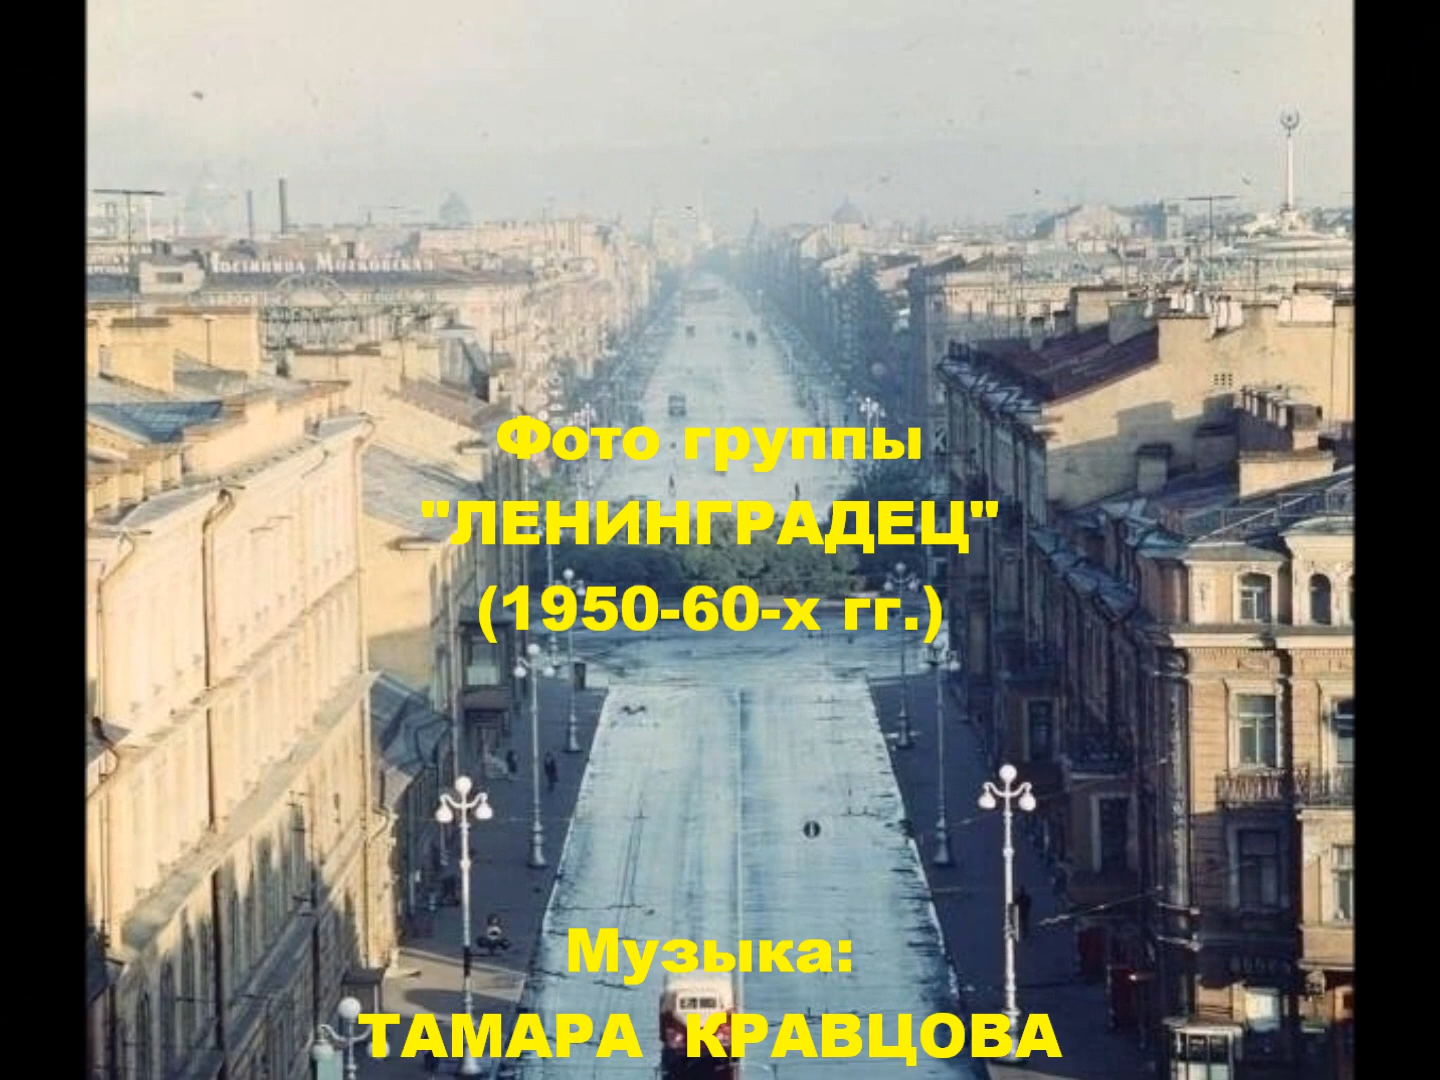 Гостиница Московская
Фото группы
"ЛЕНИНГРАДЕЦ"
(1950-60-х гг.)
Музыка:
ТАМАРА КРАВЦОВА